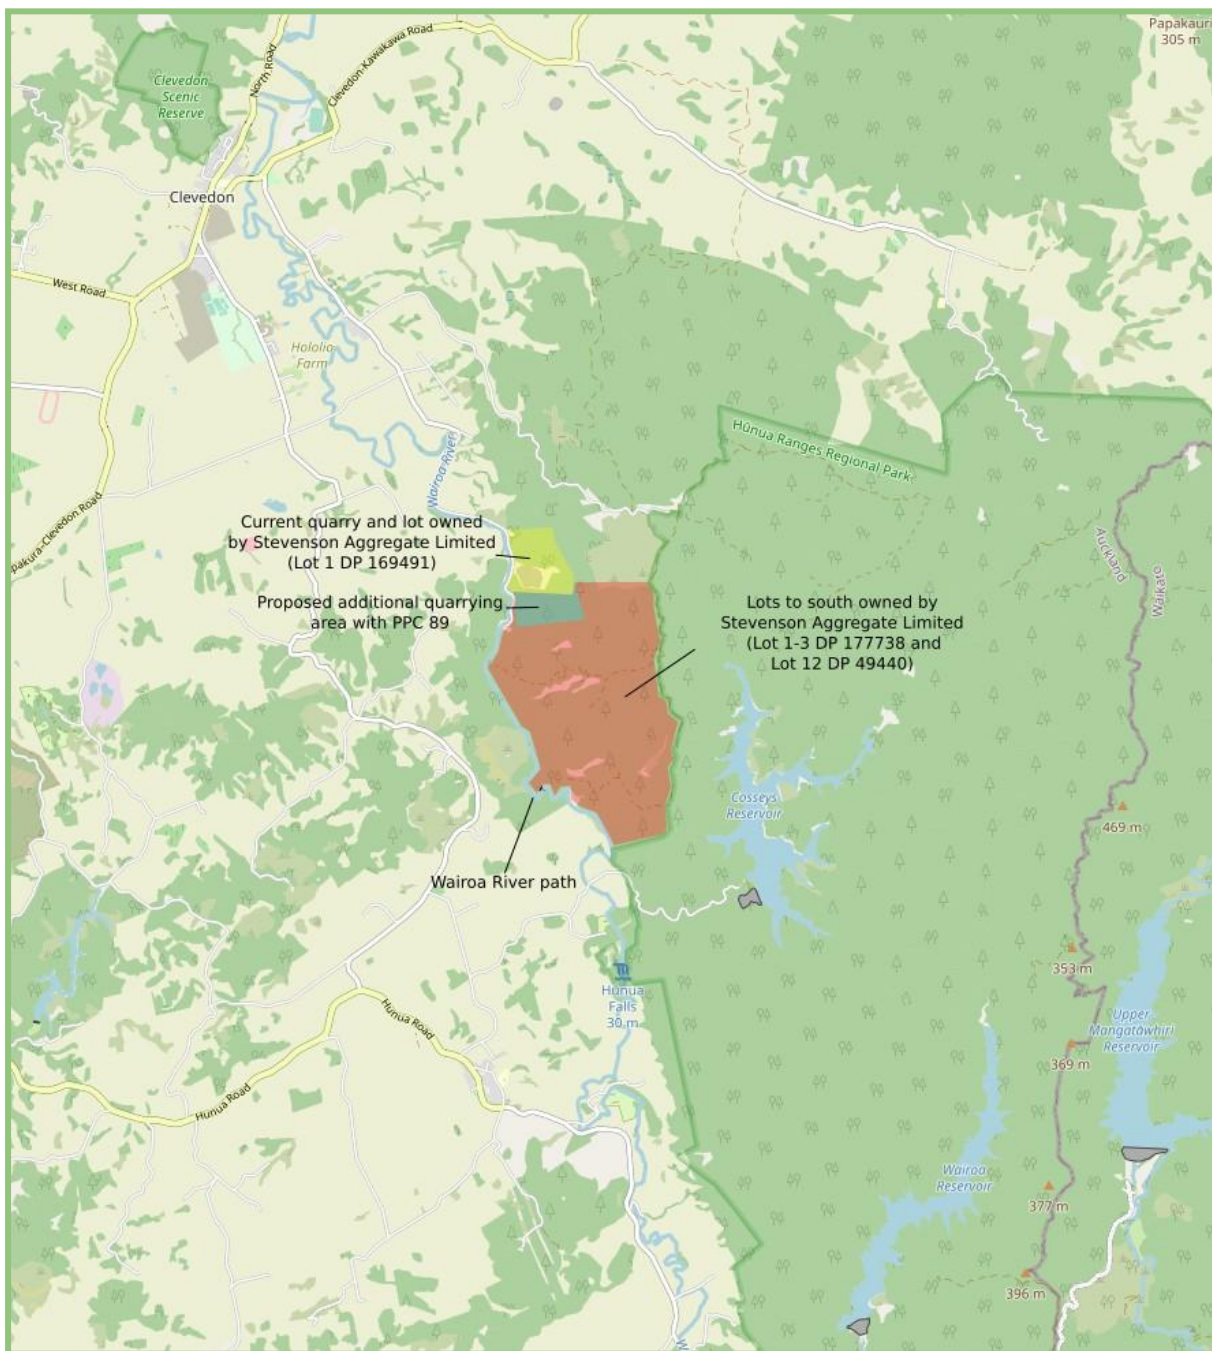 Papakauri
305 m
Clevedon
Scenic
Reserve
North Road
Clevedon-Kawakawa Road
Clevedon
West Road
Hololio
Farm
Hūnua Ranges Regional Park
Wairoa River
pakura-Clevedon Road
Current quarry and lot owned
by Stevenson Aggregate Limited
(Lot 1 DP 169491)
Auckland
Waikato
Proposed additional quarrying
area with PPC 89
Lots to south owned by
Stevenson Aggregate Limited
(Lot 1-3 DP 177738 and
Lot 12 DP 49440)
Cosseys
Reservoir
469 m
Wairoa River path
353 m
Hunua
Falls
30 m
Hunua Road
Upper
Mangatāwhiri
Reservoir
369 m
Hunua Road
Wairoa
Reservoir
377 m
396 m
W